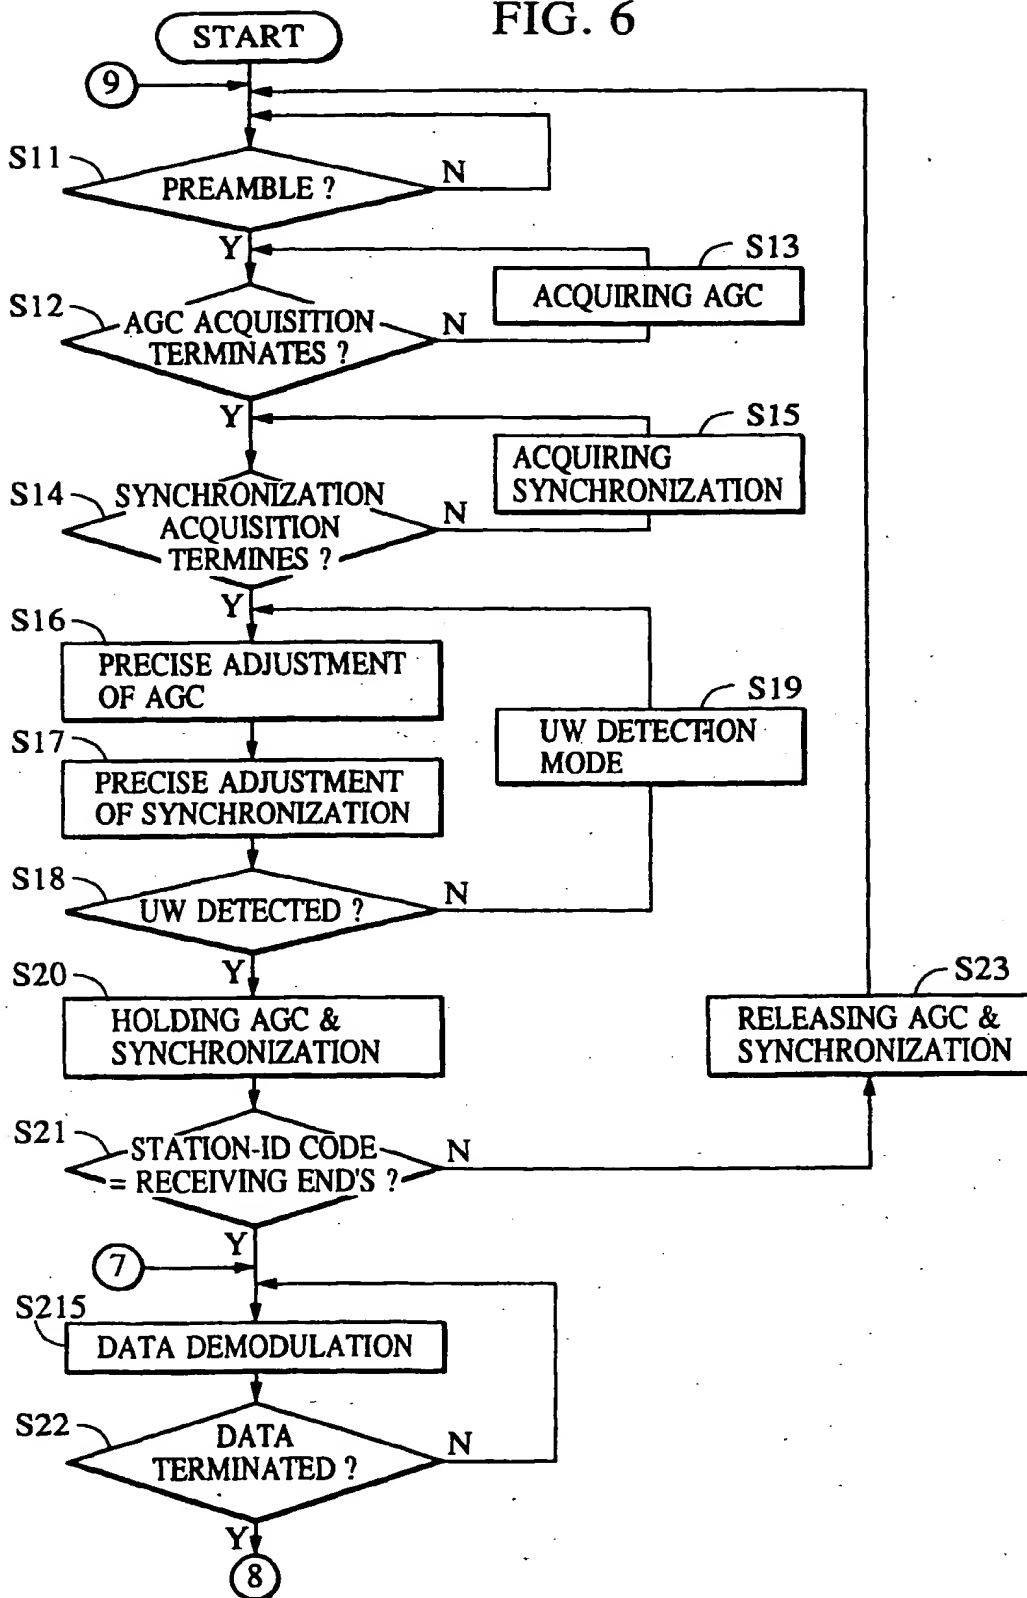 FIG. 6
START
9
S11
PREAMBLE ?
N
Y
S13
ACQUIRING AGC
S12
AGC ACQUISITION
TERMINATES ?
N
Y
S15
ACQUIRING
SYNCHRONIZATION
S14
SYNCHRONIZATION
ACQUISITION
TERMINES ?
N
Y
S16
PRECISE ADJUSTMENT
OF AGC
S19
UW DETECTION
MODE
S17
PRECISE ADJUSTMENT
OF SYNCHRONIZATION
S18
UW DETECTED ?
N
Y
S20
HOLDING AGC &
SYNCHRONIZATION
S23
RELEASING AGC &
SYNCHRONIZATION
S21
STATION-ID CODE
= RECEIVING END'S ?
N
Y
7
S215
DATA DEMODULATION
S22
DATA
TERMINATED ?
N
Y
8